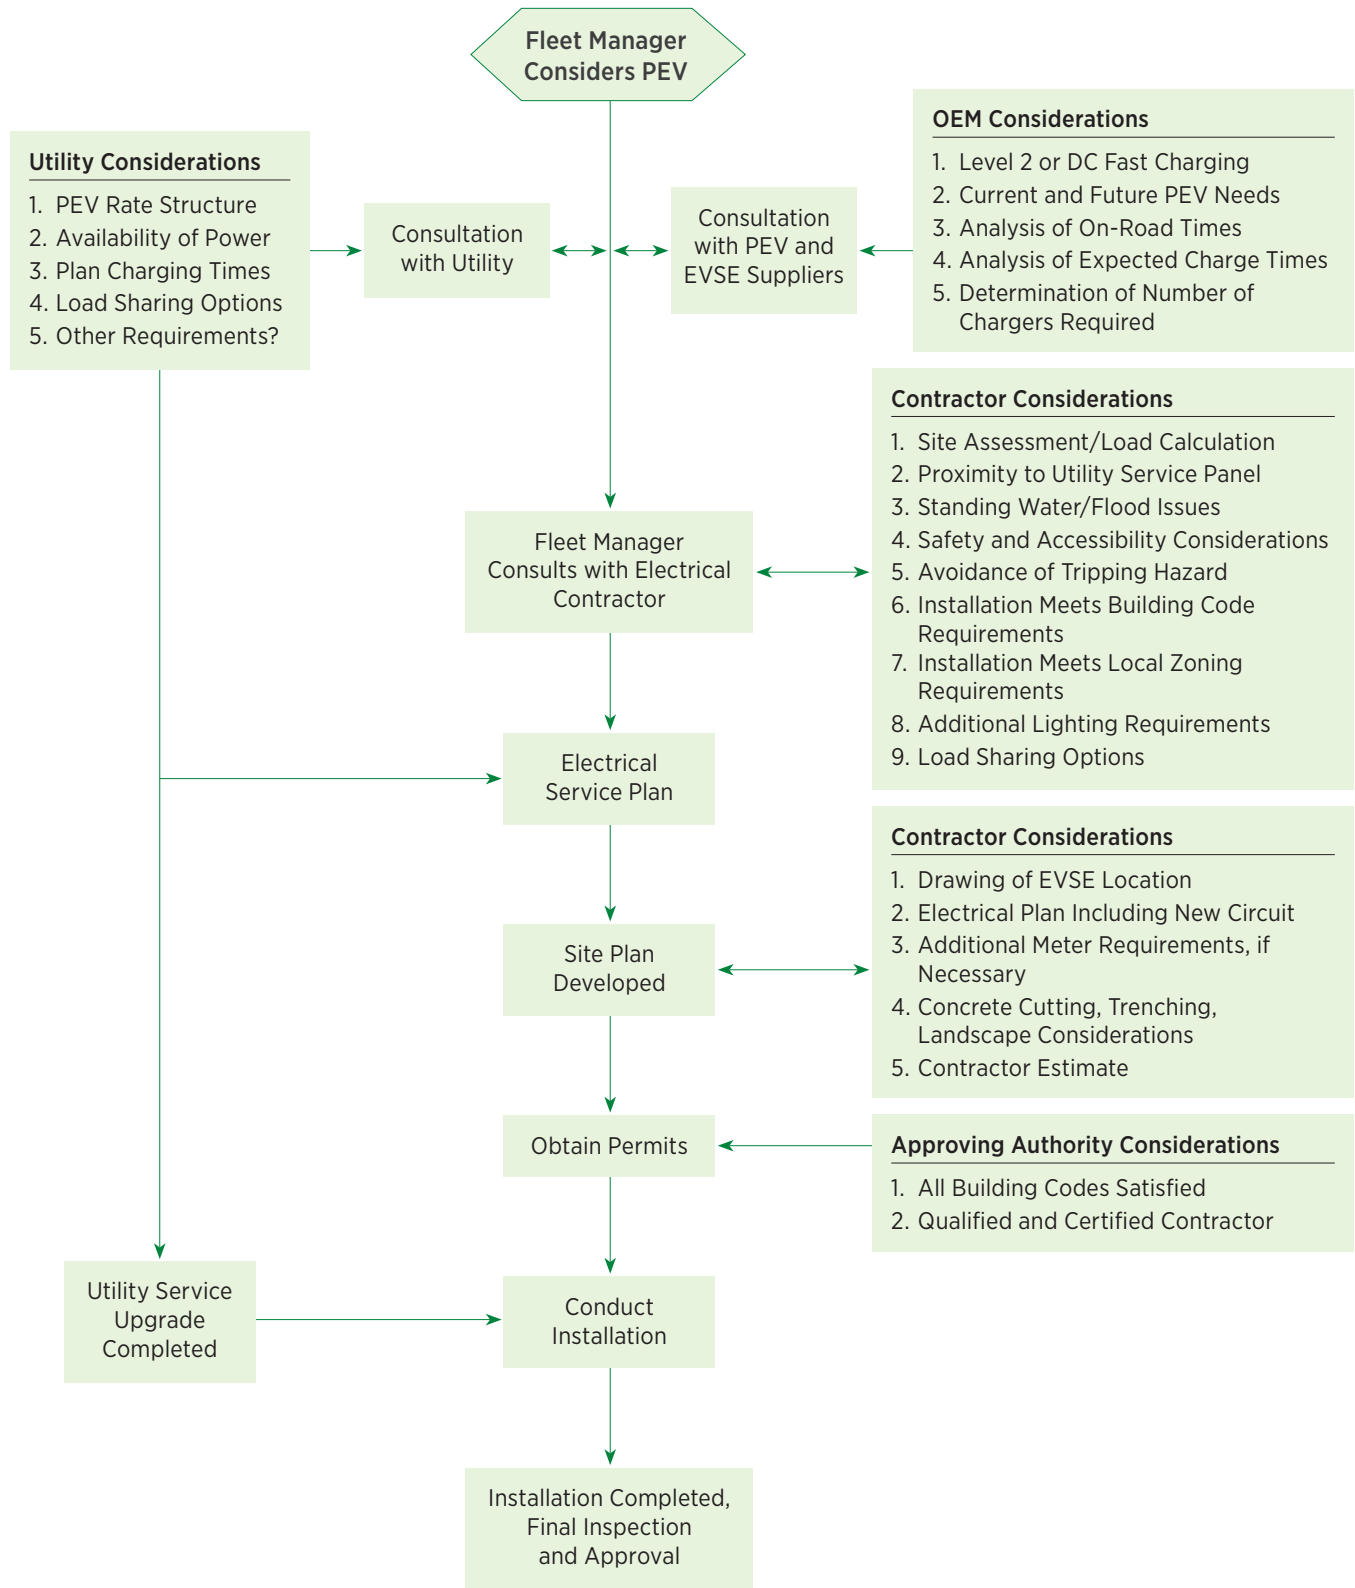 Fleet Manager
Considers PEV
Utility Considerations
1. PEV Rate Structure
2. Availability of Power
3. Plan Charging Times
4. Load Sharing Options
5. Other Requirements?
Consultation
with Utility
Consultation
with PEV and
EVSE Suppliers
OEM Considerations
1. Level 2 or DC Fast Charging
2. Current and Future PEV Needs
3. Analysis of On-Road Times
4. Analysis of Expected Charge Times
5. Determination of Number of
Chargers Required
Fleet Manager
Consults with Electrical
Contractor
Contractor Considerations
1. Site Assessment/Load Calculation
2. Proximity to Utility Service Panel
3. Standing Water/Flood Issues
4. Safety and Accessibility Considerations
5. Avoidance of Tripping Hazard
6. Installation Meets Building Code
Requirements
7. Installation Meets Local Zoning
Requirements
8. Additional Lighting Requirements
9. Load Sharing Options
Electrical
Service Plan
Site Plan
Developed
Contractor Considerations
1. Drawing of EVSE Location
2. Electrical Plan Including New Circuit
3. Additional Meter Requirements, if
Necessary
4. Concrete Cutting, Trenching,
Landscape Considerations
5. Contractor Estimate
Obtain Permits
Approving Authority Considerations
1. All Building Codes Satisfied
2. Qualified and Certified Contractor
Utility Service
Upgrade
Completed
Conduct
Installation
Installation Completed,
Final Inspection
and Approval